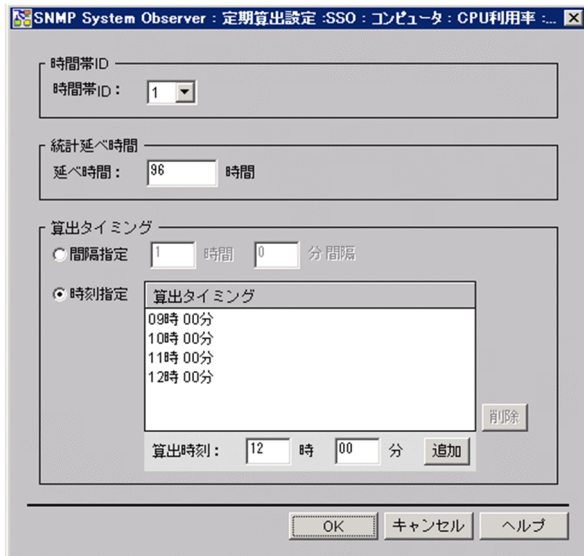 SNMP System Observer : 定期算出設定 :SSO : コンピュータ : CPU利用率 :...
時間帯ID
時間帯ID : 1
統計延べ時間
延べ時間 : 96 時間
算出タイミング
間隔指定 1 時間 0 分間隔
時刻指定
算出タイミング
09時 00分
10時 00分
11時 00分
12時 00分
削除
算出時刻 : 12 時 00 分 追加
OK キャンセル ヘルプ